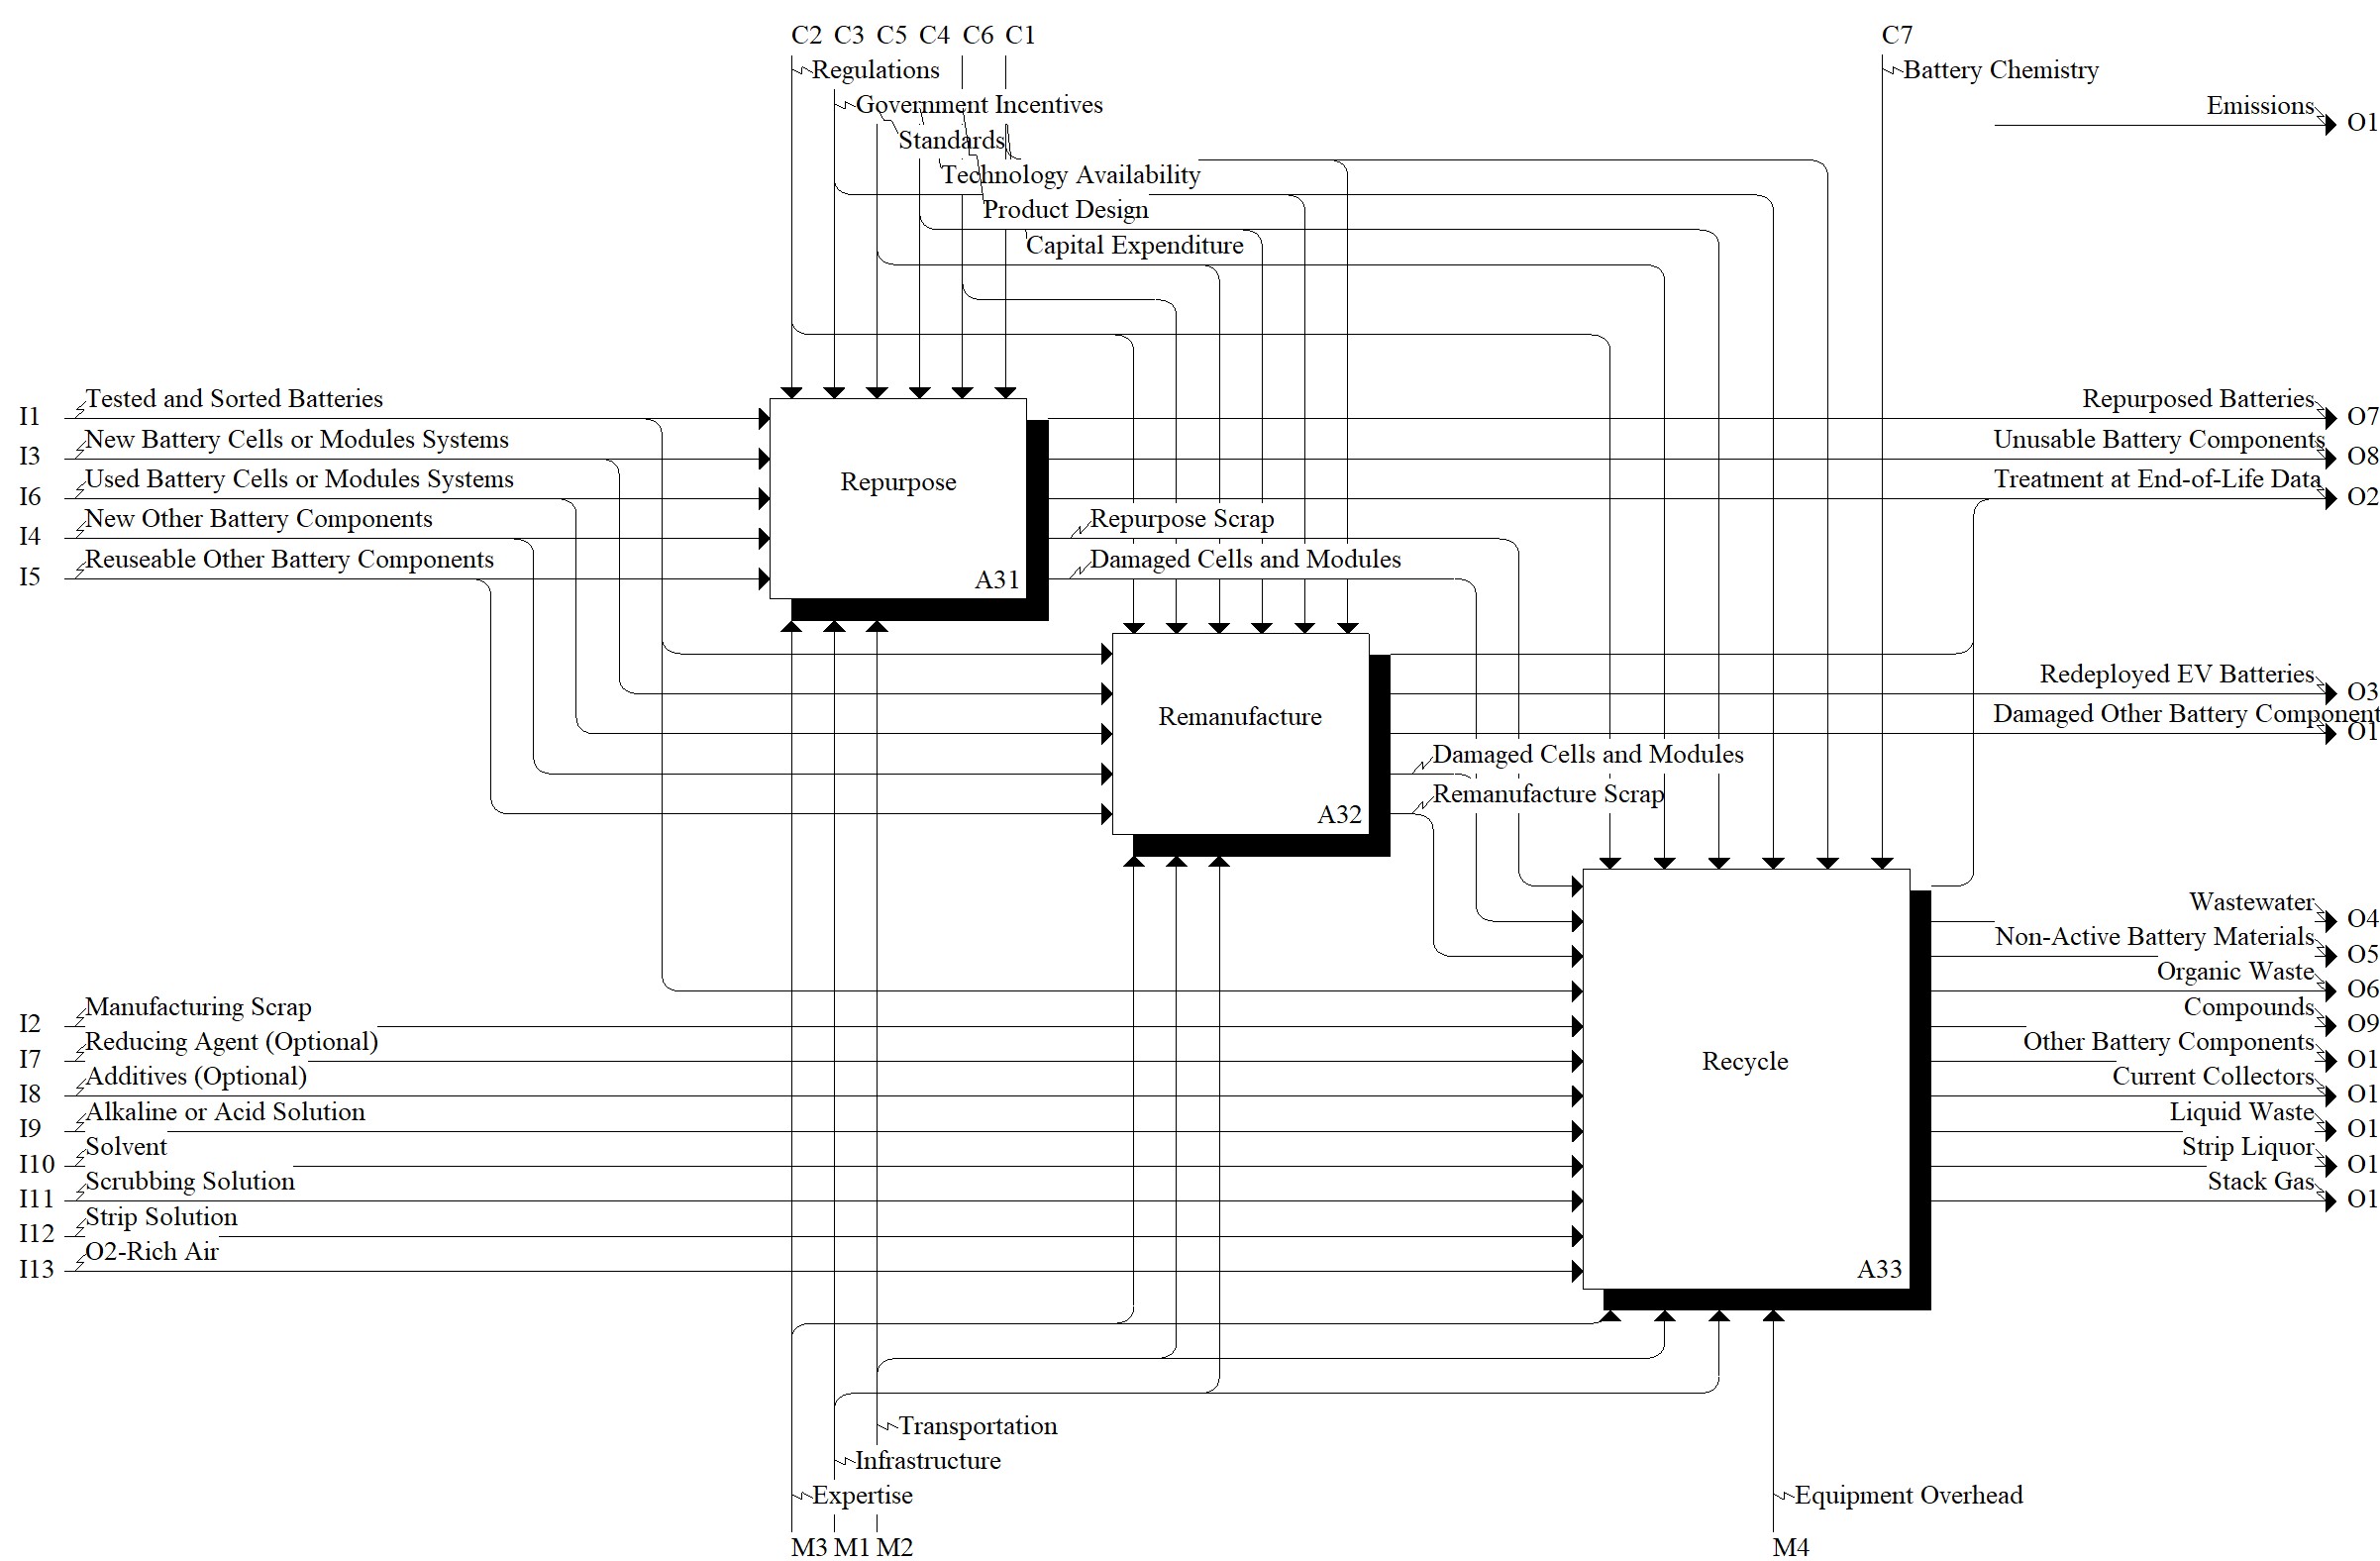 C2 C3 C5 C4 C6 C1
C7
Regulations
Battery Chemistry
Government Incentives
Emissions
O1
Standards
Technology Availability
Product Design
Capital Expenditure
I1
Tested and Sorted Batteries
Repurposed Batteries
O7
I3
New Battery Cells or Modules Systems
Unusable Battery Components
O8
I6
Used Battery Cells or Modules Systems
Repurpose
Treatment at End-of-Life Data
O2
I4
New Other Battery Components
Repurpose Scrap
I5
Reuseable Other Battery Components
A31
Damaged Cells and Modules
Redeployed EV Batteries
O3
Remanufacture
Damaged Other Battery Component
O1
Damaged Cells and Modules
Remanufacture Scrap
A32
Wastewater
O4
Non-Active Battery Materials
O5
Organic Waste
O6
I2
Manufacturing Scrap
Compounds
O9
I7
Reducing Agent (Optional)
Recycle
Other Battery Components
O1
I8
Additives (Optional)
Current Collectors
O1
I9
Alkaline or Acid Solution
Liquid Waste
O1
I10
Solvent
Strip Liquor
O1
I11
Scrubbing Solution
Stack Gas
O1
I12
Strip Solution
I13
O2-Rich Air
A33
Transportation
Infrastructure
Expertise
Equipment Overhead
M3 M1 M2
M4